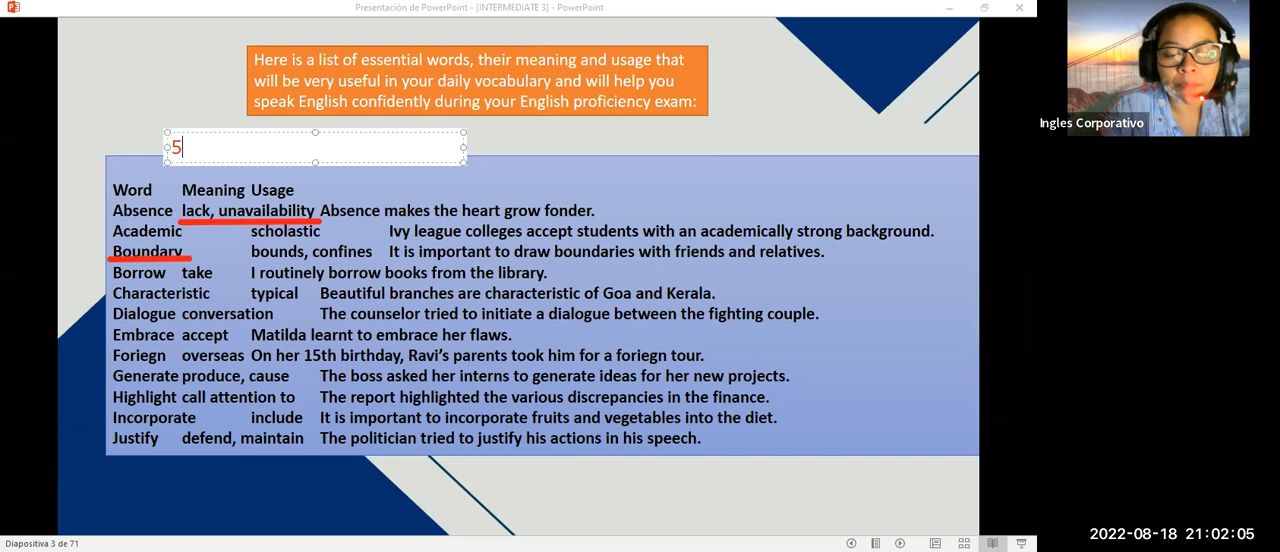 Presentación de PowerPoint - [INTERMEDIATE 3] - PowerPoint
Here is a list of essential words, their meaning and usage that
will be very useful in your daily vocabulary and will help you
speak English confidently during your English proficiency exam:
5
Word Meaning Usage
Absence lack, unavailability Absence makes the heart grow fonder.
Academic scholastic Ivy league colleges accept students with an academically strong background.
Boundary bounds, confines It is important to draw boundaries with friends and relatives.
Borrow take I routinely borrow books from the library.
Characteristic typical Beautiful branches are characteristic of Goa and Kerala.
Dialogue conversation The counselor tried to initiate a dialogue between the fighting couple.
Embrace accept Matilda learnt to embrace her flaws.
Foriegn overseas On her 15th birthday, Ravi's parents took him for a foriegn tour.
Generate produce, cause The boss asked her interns to generate ideas for her new projects.
Highlight call attention to The report highlighted the various discrepancies in the finance.
Incorporate include It is important to incorporate fruits and vegetables into the diet.
Justify defend, maintain The politician tried to justify his actions in his speech.
Ingles Corporativo
Diapositiva 3 de 71
2022-08-18 21:02:05